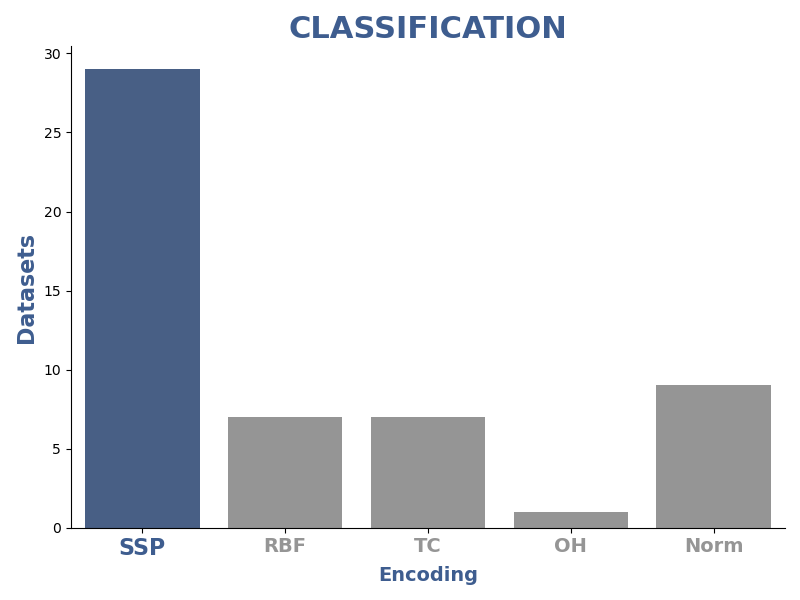 CLASSIFICATION
Datasets
30
25
20
15
10
5
0
SSP RBF TC OH Norm
Encoding